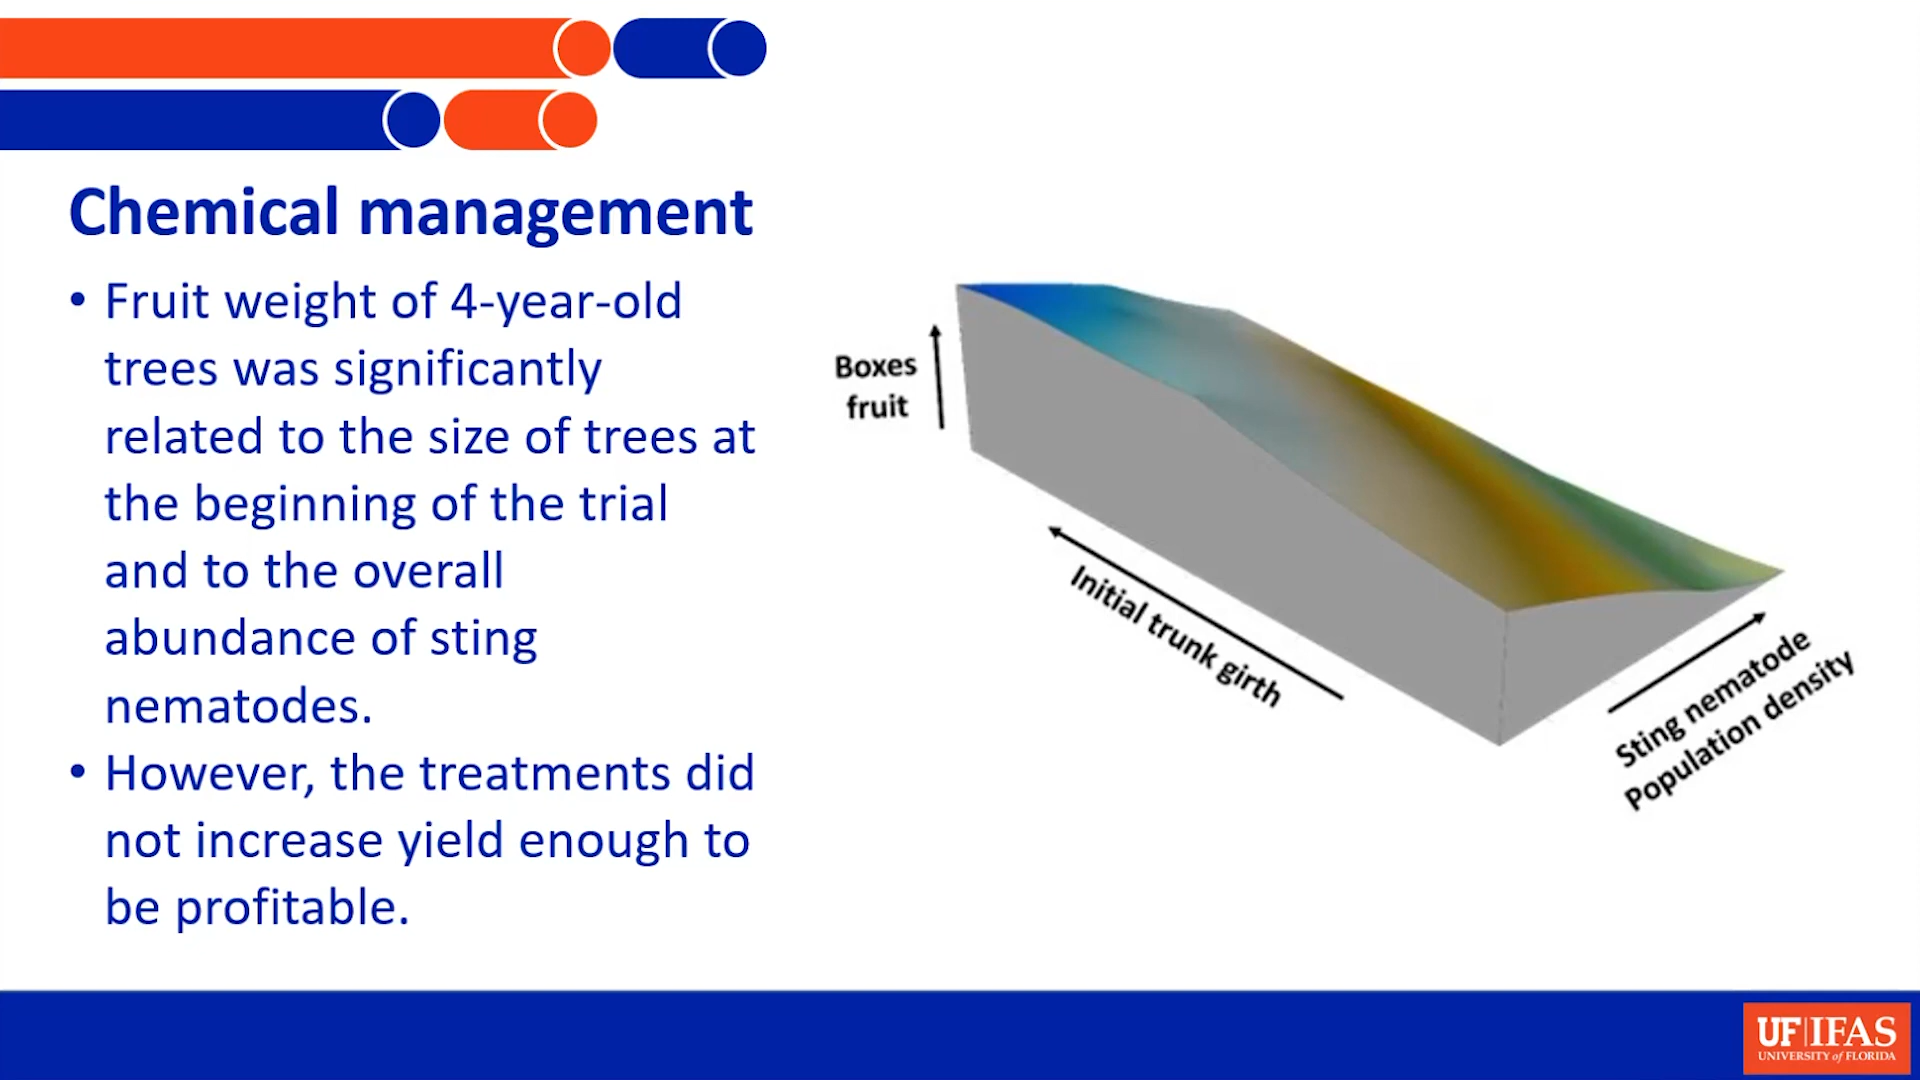 Chemical management
• Fruit weight of 4-year-old
trees was significantly
related to the size of trees at
the beginning of the trial
and to the overall
abundance of sting
nematodes.
• However, the treatments did
not increase yield enough to
be profitable.
Boxes
fruit
Initial trunk girth
Sting nematode
Population density
UF|IFAS
UNIVERSITY of FLORIDA